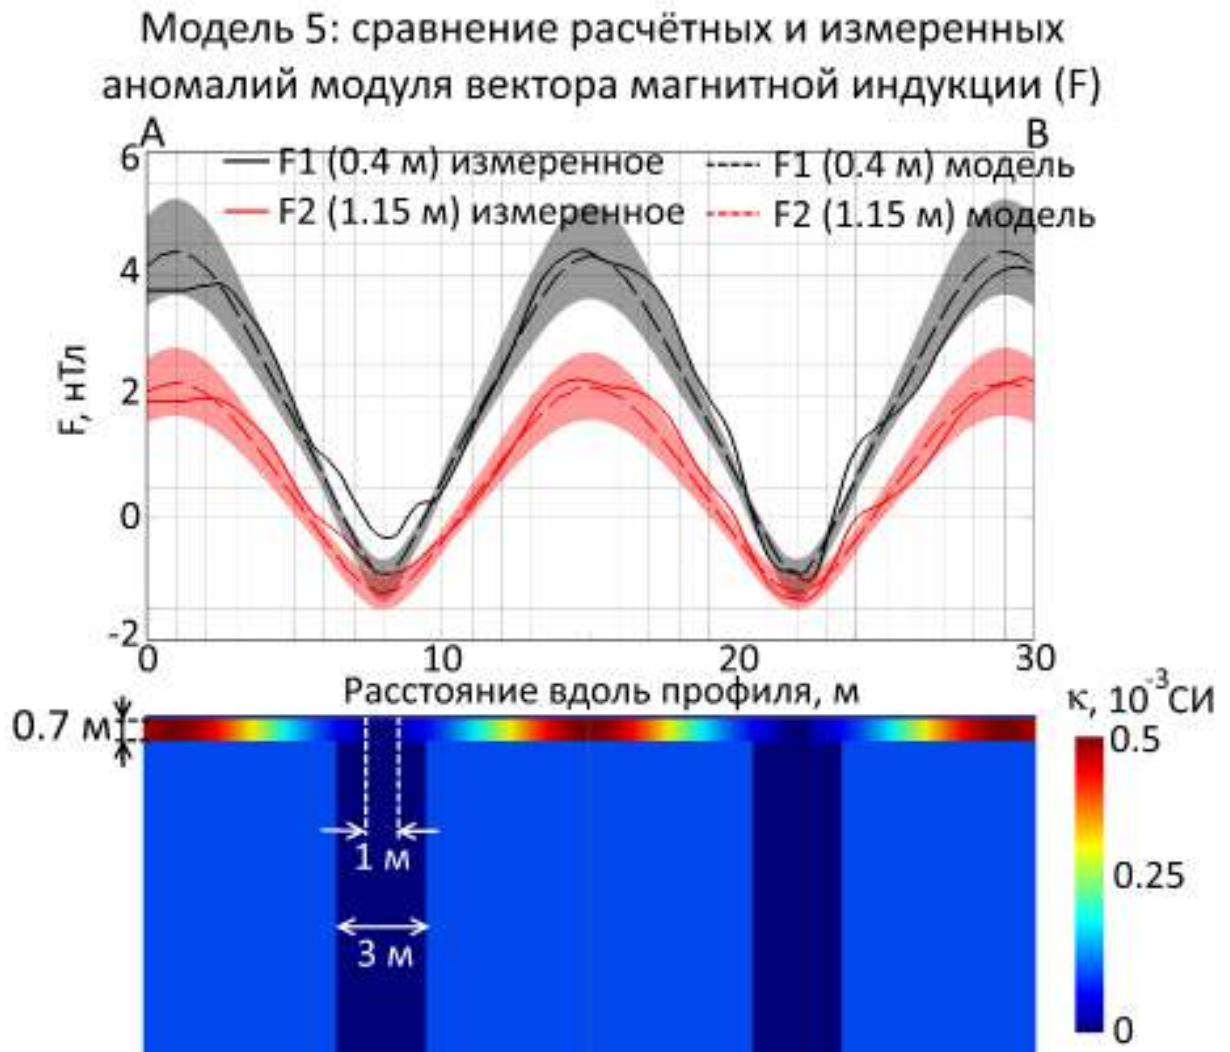 Модель 5: сравнение расчётных и измеренных
аномалий модуля вектора магнитной индукции (F)
A B
F1 (0.4 м) измеренное F1 (0.4 м) модель
F2 (1.15 м) измеренное F2 (1.15 м) модель
6
4
2
0
-2
F, нТл
0 10 20 30
Расстояние вдоль профиля, м
κ, 10⁻³СИ
0.7 м
0.5
0.25
0
1 м
3 м